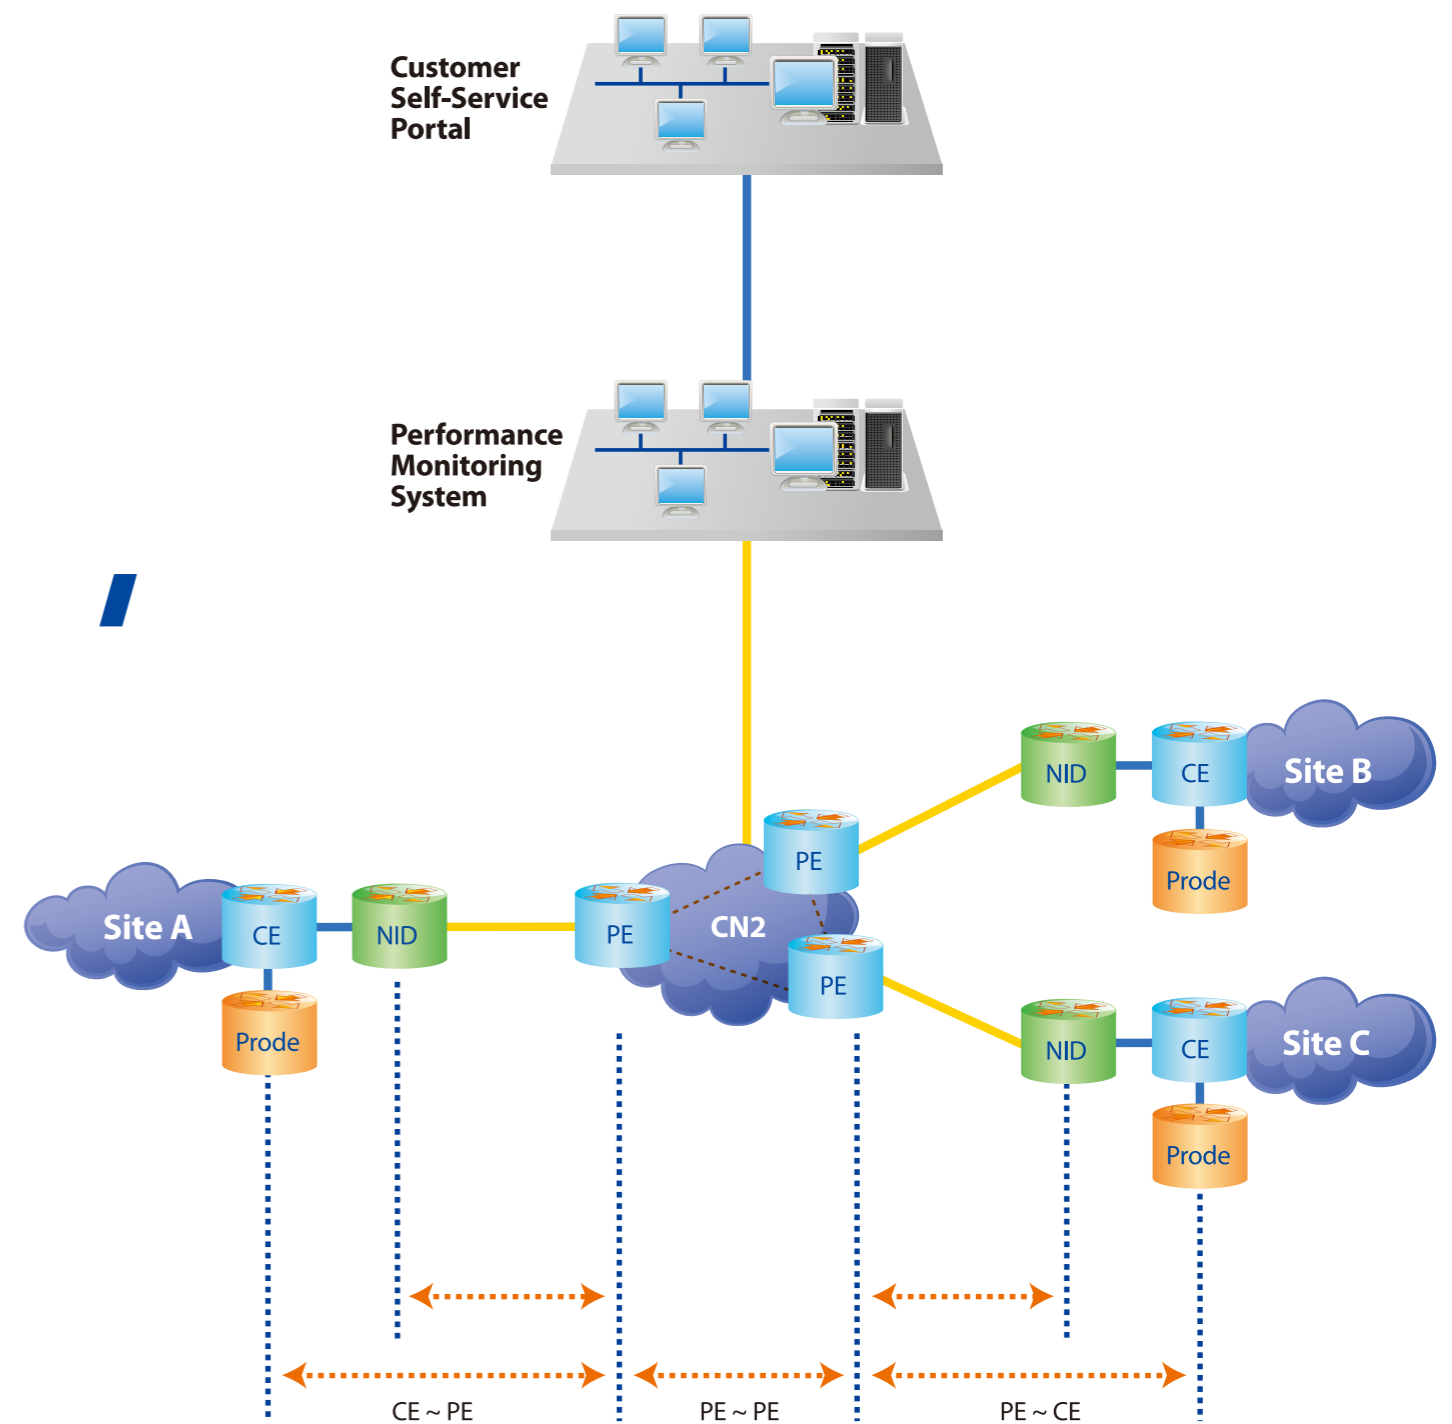 Customer
Self-Service
Portal
Performance
Monitoring
System
NID
CE
Site B
PE
Prode
Site A
CE
NID
PE
CN2
PE
Prode
NID
CE
Site C
Prode
CE ~ PE
PE ~ PE
PE ~ CE